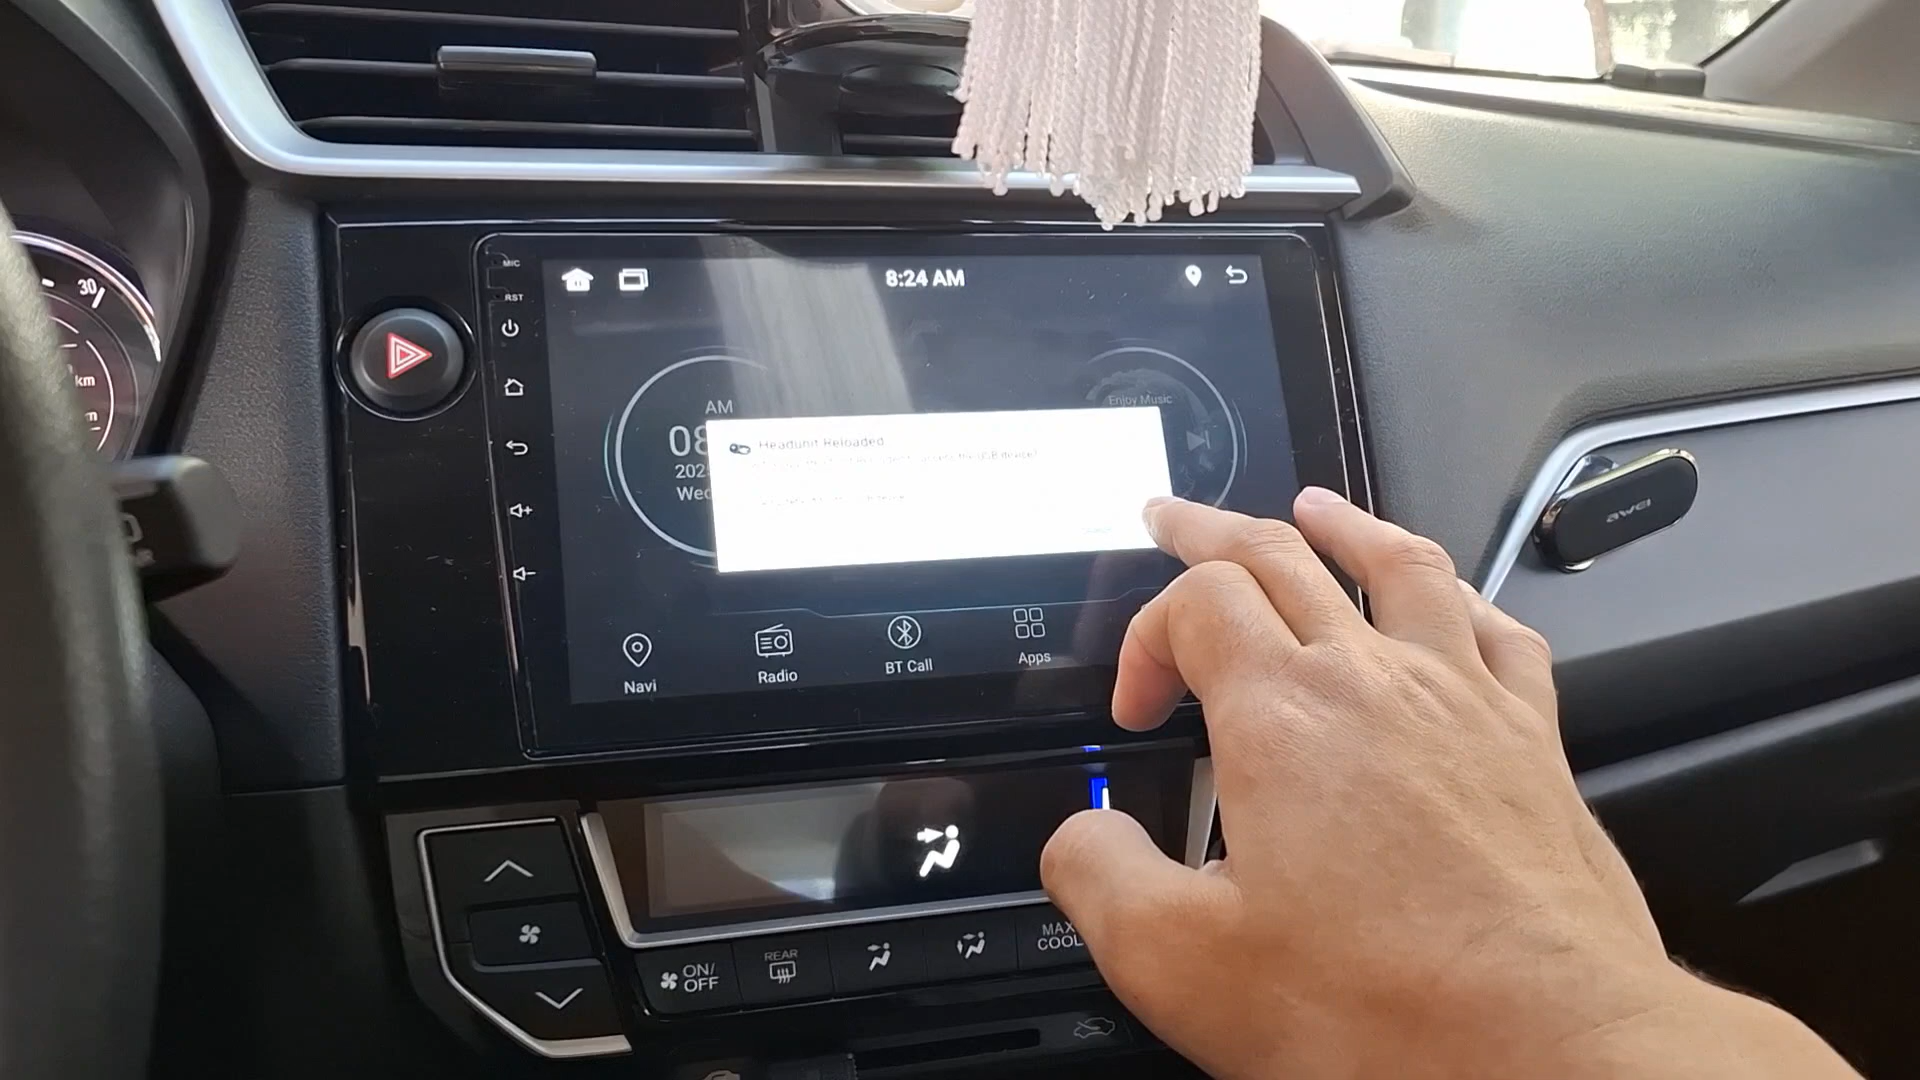 30
km
MIC
RST
8:24 AM
AM
08
202
Wed
Enjoy Music
Headunit Reloaded
Navi
Radio
BT Call
Apps
awei
ON/
OFF
REAR
MAX
COOL